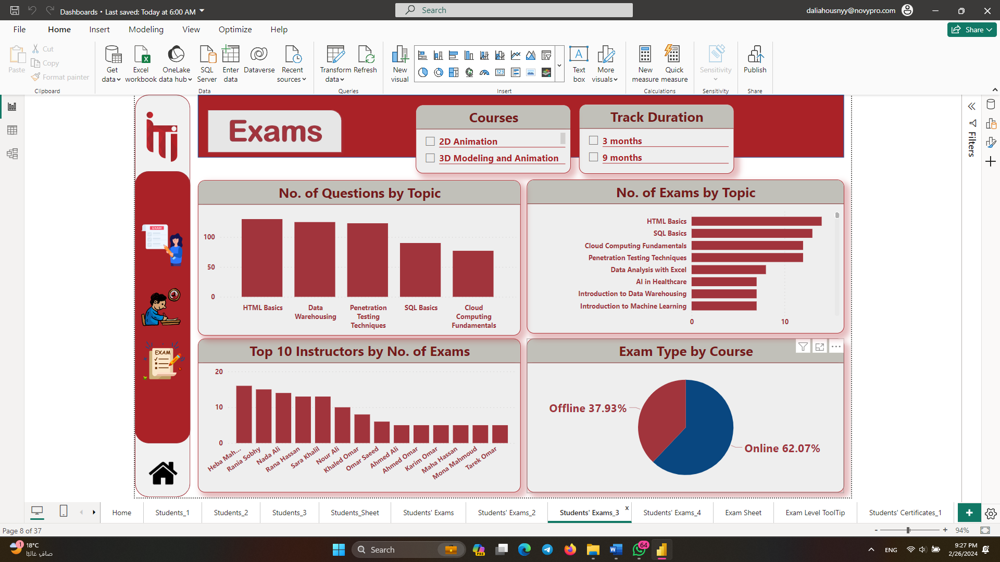 Dashboards • Last saved: Today at 6:00 AM
Search
daliahousnyy@novypro.com
File
Home
Insert
Modeling
View
Optimize
Help
Share
Paste
Cut
Copy
Format painter
Clipboard
Get data
Excel workbook
OneLake data hub
SQL Server
Enter data
Dataverse
Recent sources
Data
Transform data
Refresh
Queries
New visual
Text box
More visuals
Insert
New measure
Quick measure
Calculations
Sensitivity
Sensitivity
Publish
Share
iTi
Exams
Courses
2D Animation
3D Modeling and Animation
Track Duration
3 months
9 months
Filters
No. of Questions by Topic
100
50
0
HTML Basics
Data Warehousing
Penetration Testing Techniques
SQL Basics
Cloud Computing Fundamentals
No. of Exams by Topic
HTML Basics
SQL Basics
Cloud Computing Fundamentals
Penetration Testing Techniques
Data Analysis with Excel
AI in Healthcare
Introduction to Data Warehousing
Introduction to Machine Learning
0
10
EXAM
EXAM
Top 10 Instructors by No. of Exams
20
10
0
Heba Mah...
Rania Sobhy
Nada Ali
Rana Hassan
Sara Khalil
Nour Ali
Khaled Omar
Omar Saeed
Ahmed Ali
Ahmed Omar
Karim Omar
Maha Hassan
Mona Mahmoud
Tarek Omar
Exam Type by Course
Offline 37.93%
Online 62.07%
Home
Students_1
Students_2
Students_3
Students_Sheet
Students' Exams
Students' Exams_2
Students' Exams_3
x
Students' Exams_4
Exam Sheet
Exam Level ToolTip
Students' Certificates_1
Page 8 of 37
- + 94%
1
18°C
صافٍ غالبًا
Search
PRE
64
ENG
9:27 PM
2/26/2024